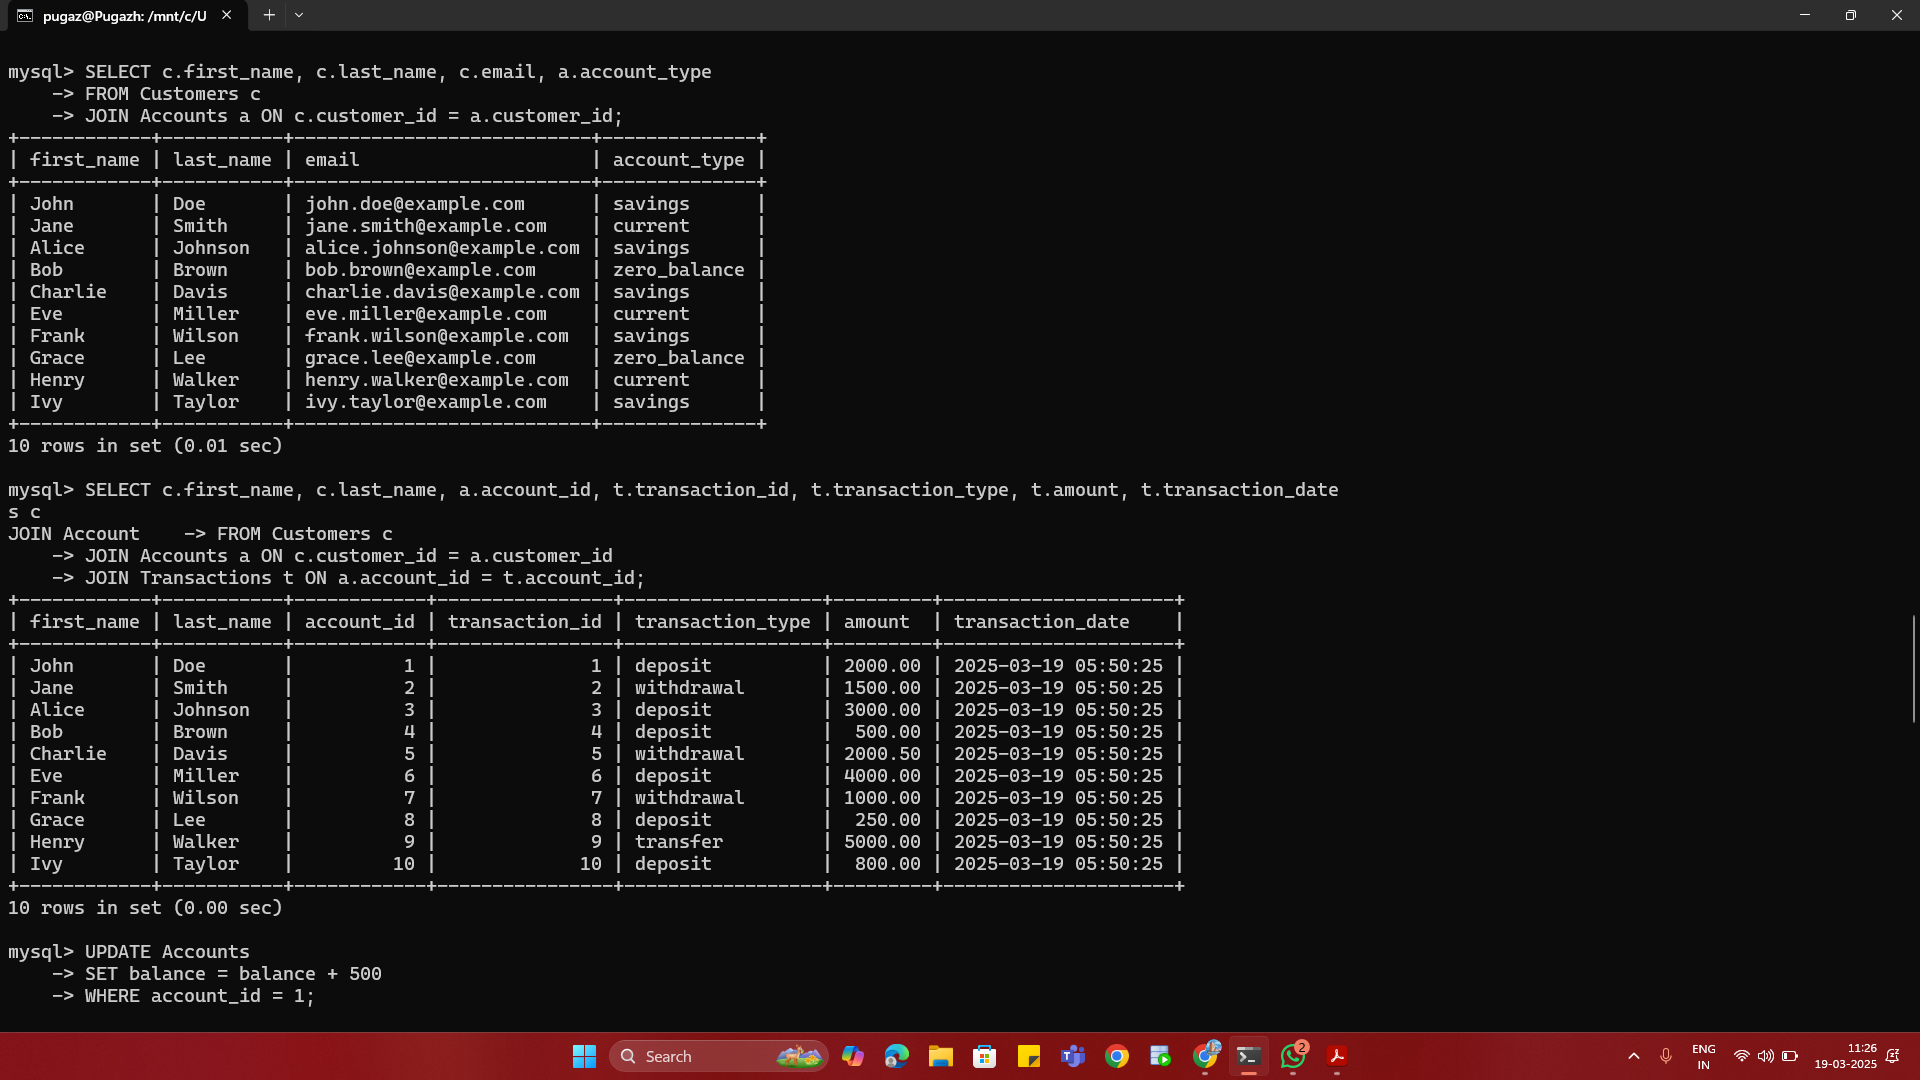 pugaz@Pugazh: /mnt/c/U
mysql> SELECT c.first_name, c.last_name, c.email, a.account_type
    -> FROM Customers c
    -> JOIN Accounts a ON c.customer_id = a.customer_id;
+------------+-----------+---------------------------+--------------+
| first_name | last_name | email                     | account_type |
+------------+-----------+---------------------------+--------------+
| John       | Doe       | john.doe@example.com      | savings      |
| Jane       | Smith     | jane.smith@example.com    | current      |
| Alice      | Johnson   | alice.johnson@example.com | savings      |
| Bob        | Brown     | bob.brown@example.com     | zero_balance |
| Charlie    | Davis     | charlie.davis@example.com | savings      |
| Eve        | Miller    | eve.miller@example.com    | current      |
| Frank      | Wilson    | frank.wilson@example.com  | savings      |
| Grace      | Lee       | grace.lee@example.com     | zero_balance |
| Henry      | Walker    | henry.walker@example.com  | current      |
| Ivy        | Taylor    | ivy.taylor@example.com    | savings      |
+------------+-----------+---------------------------+--------------+
10 rows in set (0.01 sec)
mysql> SELECT c.first_name, c.last_name, a.account_id, t.transaction_id, t.transaction_type, t.amount, t.transaction_date
s c
JOIN Account    -> FROM Customers c
    -> JOIN Accounts a ON c.customer_id = a.customer_id
    -> JOIN Transactions t ON a.account_id = t.account_id;
+------------+-----------+------------+----------------+------------------+---------+---------------------+
| first_name | last_name | account_id | transaction_id | transaction_type | amount  | transaction_date    |
+------------+-----------+------------+----------------+------------------+---------+---------------------+
| John       | Doe       |          1 |              1 | deposit          | 2000.00 | 2025-03-19 05:50:25 |
| Jane       | Smith     |          2 |              2 | withdrawal       | 1500.00 | 2025-03-19 05:50:25 |
| Alice      | Johnson   |          3 |              3 | deposit          | 3000.00 | 2025-03-19 05:50:25 |
| Bob        | Brown     |          4 |              4 | deposit          |  500.00 | 2025-03-19 05:50:25 |
| Charlie    | Davis     |          5 |              5 | withdrawal       | 2000.50 | 2025-03-19 05:50:25 |
| Eve        | Miller    |          6 |              6 | deposit          | 4000.00 | 2025-03-19 05:50:25 |
| Frank      | Wilson    |          7 |              7 | withdrawal       | 1000.00 | 2025-03-19 05:50:25 |
| Grace      | Lee       |          8 |              8 | deposit          |  250.00 | 2025-03-19 05:50:25 |
| Henry      | Walker    |          9 |              9 | transfer         | 5000.00 | 2025-03-19 05:50:25 |
| Ivy        | Taylor    |         10 |             10 | deposit          |  800.00 | 2025-03-19 05:50:25 |
+------------+-----------+------------+----------------+------------------+---------+---------------------+
10 rows in set (0.00 sec)
mysql> UPDATE Accounts
    -> SET balance = balance + 500
    -> WHERE account_id = 1;
Search
2
ENG
IN
11:26
19-03-2025